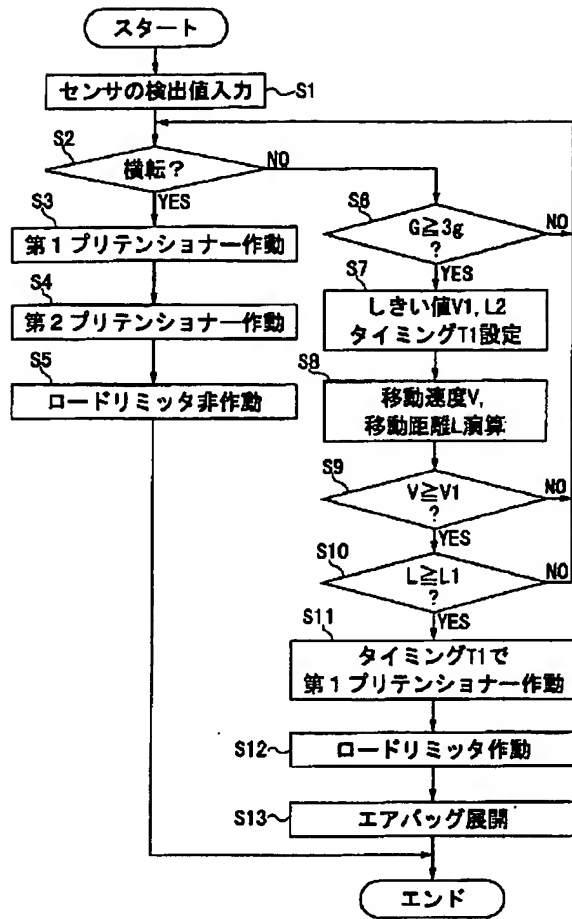 スタート
センサの検出値入力
S1
S2
横転？
NO
YES
S3
第1プリテンショナー作動
S4
第2プリテンショナー作動
S5
ロードリミッタ非作動
S6
G≧3g
?
NO
YES
S7
しきい値V1, L2
タイミングT1設定
S8
移動速度V,
移動距離L演算
S9
V≧V1
?
NO
YES
S10
L≧L1
?
NO
YES
S11
タイミングT1で
第1プリテンショナー作動
S12
ロードリミッタ作動
S13
エアバッグ展開
エンド